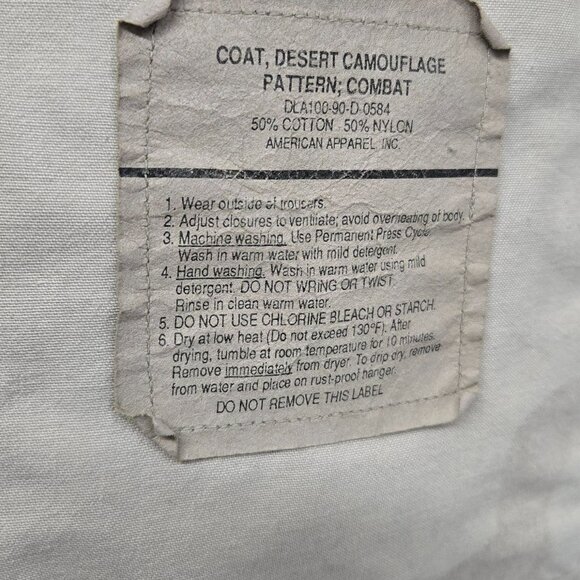 COAT, DESERT CAMOUFLAGE
PATTERN; COMBAT
DLA100-90-D-0584
50% COTTON 50% NYLON
AMERICAN APPAREL INC.
1. Wear outside of trousers.
2. Adjust closures to ventilate; avoid overheating of body.
3. Machine washing. Use Permanent Press Cycle.
Wash in warm water with mild detergent.
4. Hand washing. Wash in warm water using mild
detergent. DO NOT WRING OR TWIST.
Rinse in clean warm water.
5. DO NOT USE CHLORINE BLEACH OR STARCH.
6. Dry at low heat (Do not exceed 130°F). After
drying, tumble at room temperature for 10 minutes.
Remove immediately from dryer. To drip dry, remove
from water and place on rust-proof hanger.
DO NOT REMOVE THIS LABEL